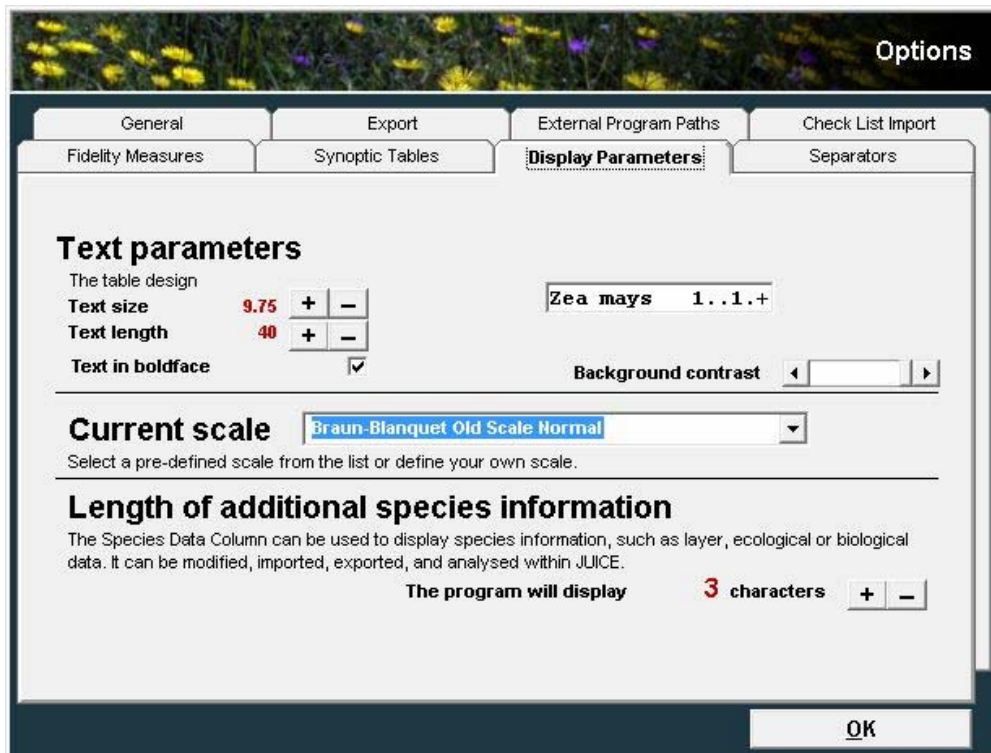 Options
General Export External Program Paths Check List Import
Fidelity Measures Synoptic Tables Display Parameters Separators
Text parameters
The table design
Text size 9.75 + −
Zea mays 1..1.+
Text length 40 + −
Text in boldface
Background contrast
Current scale Braun-Blanquet Old Scale Normal
Select a pre-defined scale from the list or define your own scale.
Length of additional species information
The Species Data Column can be used to display species information, such as layer, ecological or biological
data. It can be modified, imported, exported, and analysed within JUICE.
The program will display 3 characters + −
OK